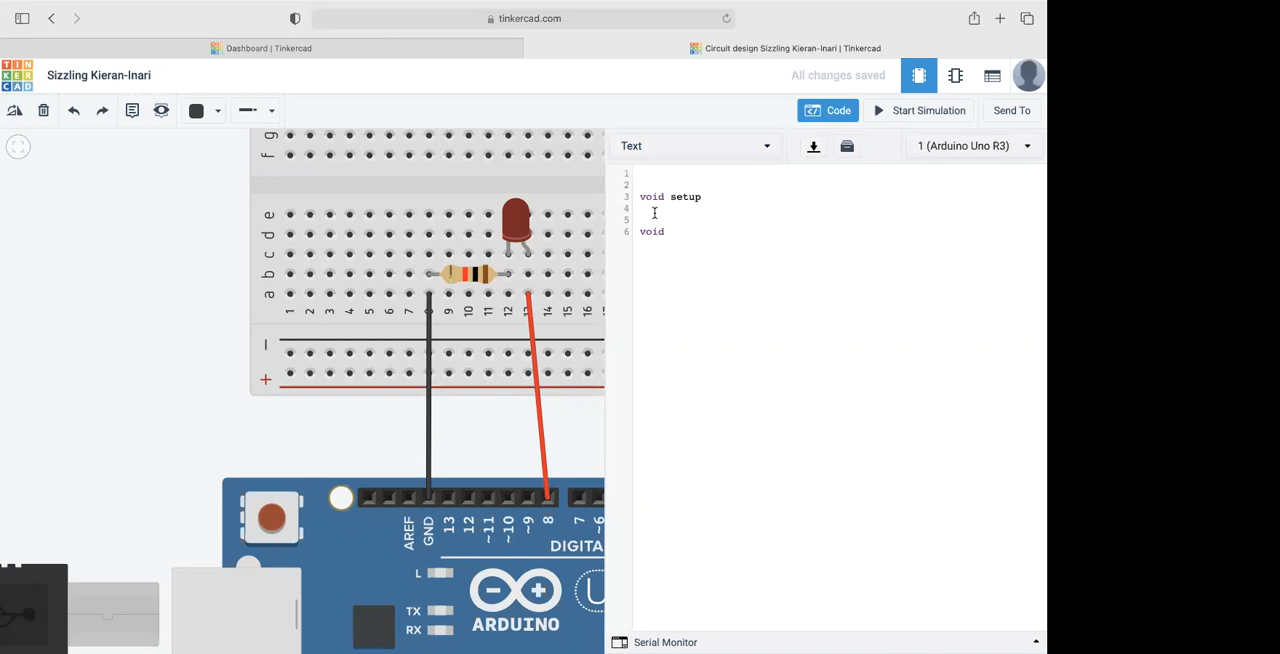 tinkercad.com
Dashboard | Tinkercad
Circuit design Sizzling Kieran-Inari | Tinkercad
TIN
KER
CAD
Sizzling Kieran-Inari
All changes saved
Code
Start Simulation
Send To
Text
1 (Arduino Uno R3)
1
2
3 void setup
4
5
6 void
g
f
e
d
c
b
a
1 2 3 4 5 6 7 8 9 10 11 12 13 14 15 16
AREF GND 13 12 ~11 ~10 ~9 8 7 ~6
DIGITA
L
TX
RX
ARDUINO
U
Serial Monitor